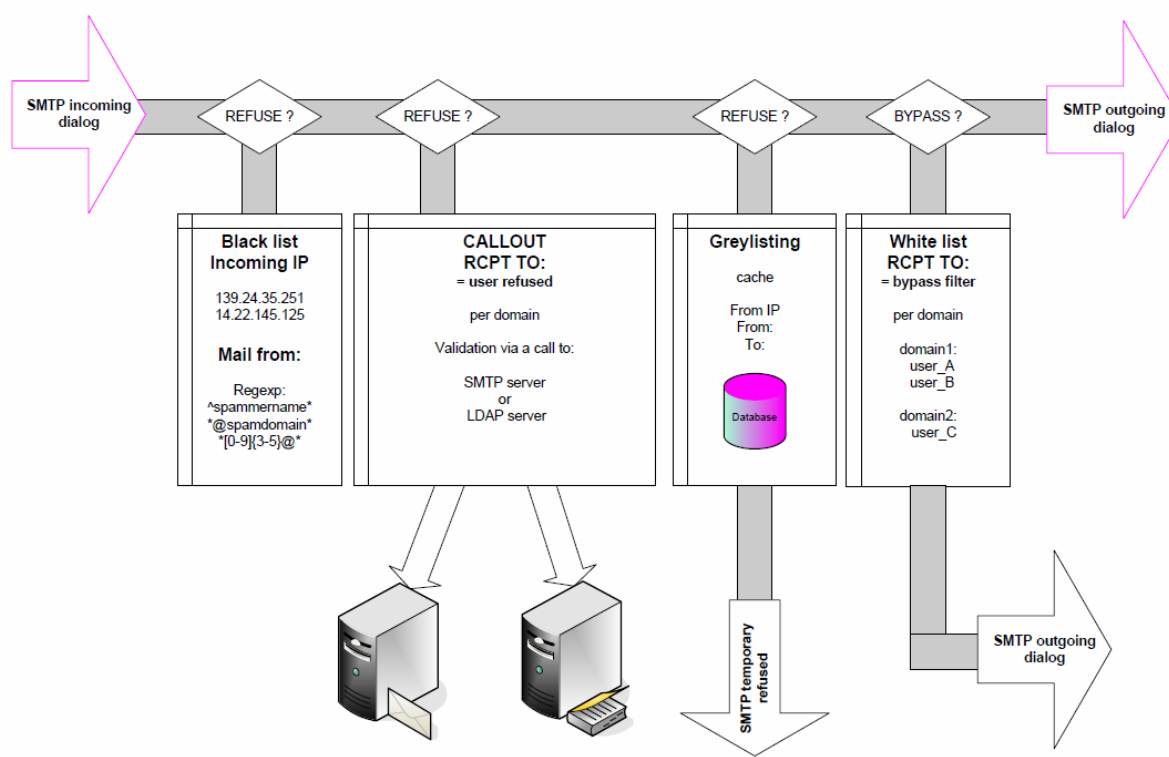 SMTP incoming
dialog
REFUSE ?
REFUSE ?
REFUSE ?
BYPASS ?
SMTP outgoing
dialog
Black list
Incoming IP
139.24.35.251
14.22.145.125
Mail from:
Regexp:
^spammername*
*@spamdomain*
*[0-9]{3-5}@*
CALLOUT
RCPT TO:
= user refused
per domain
Validation via a call to:
SMTP server
or
LDAP server
Greylisting
cache
From IP
From:
To:
Database
White list
RCPT TO:
= bypass filter
per domain
domain1:
user_A
user_B
domain2:
user_C
SMTP temporary
refused
SMTP outgoing
dialog